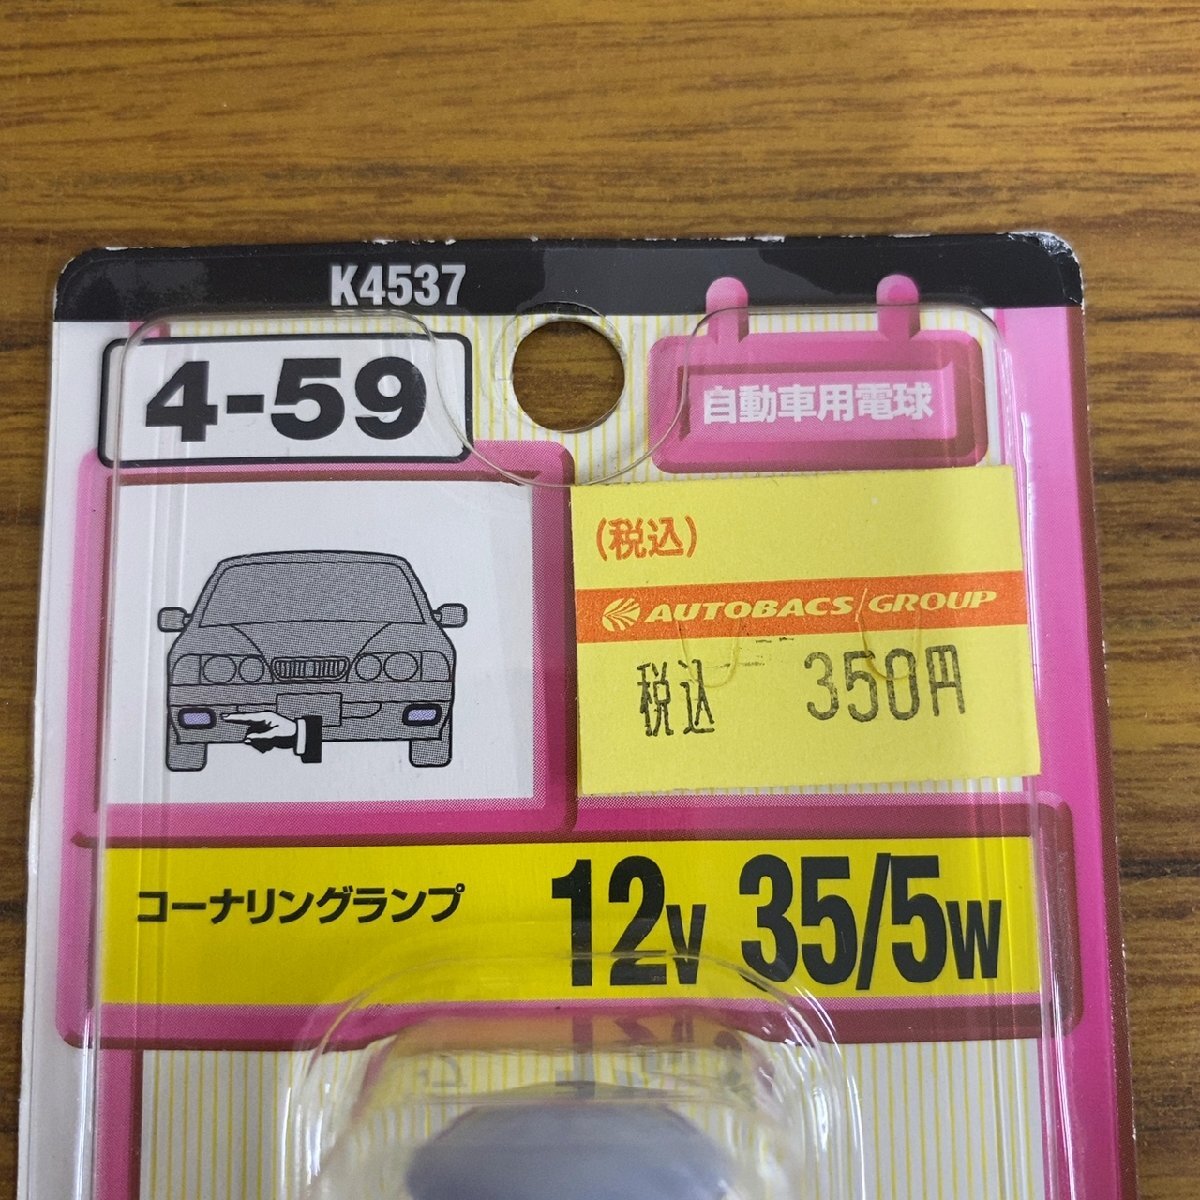 K4537
4-59
自動車用電球
(税込)
AUTOBACS/GROUP
税込 350円
コーナリングランプ 12V 35/5W